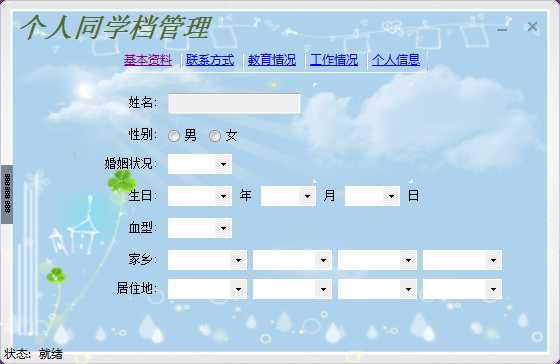 个人同学档管理
基本资料 联系方式 教育情况 工作情况 个人信息
姓名:
性别: 男 女
婚姻状况:
生日: 年 月 日
血型:
家乡:
居住地:
状态: 就绪